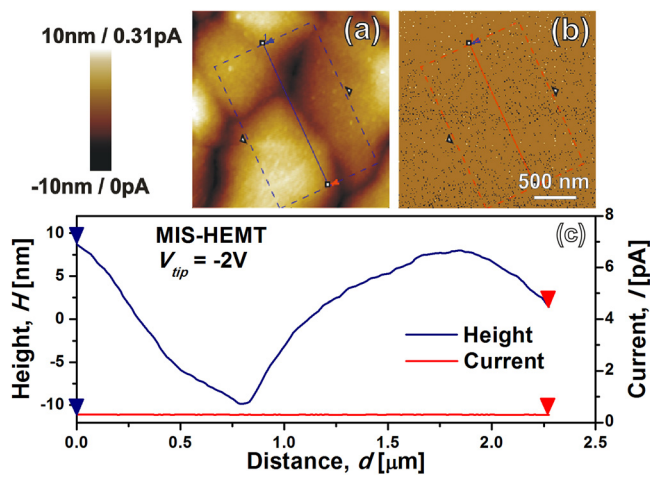 10nm / 0.31pA
-10nm / 0pA
(a)
(b)
500 nm
(c)
MIS-HEMT
V_tip = -2V
Height, H [nm]
10
5
0
-5
-10
Current, I [pA]
8
6
4
2
0
Height
Current
0.0 0.5 1.0 1.5 2.0 2.5
Distance, d [μm]